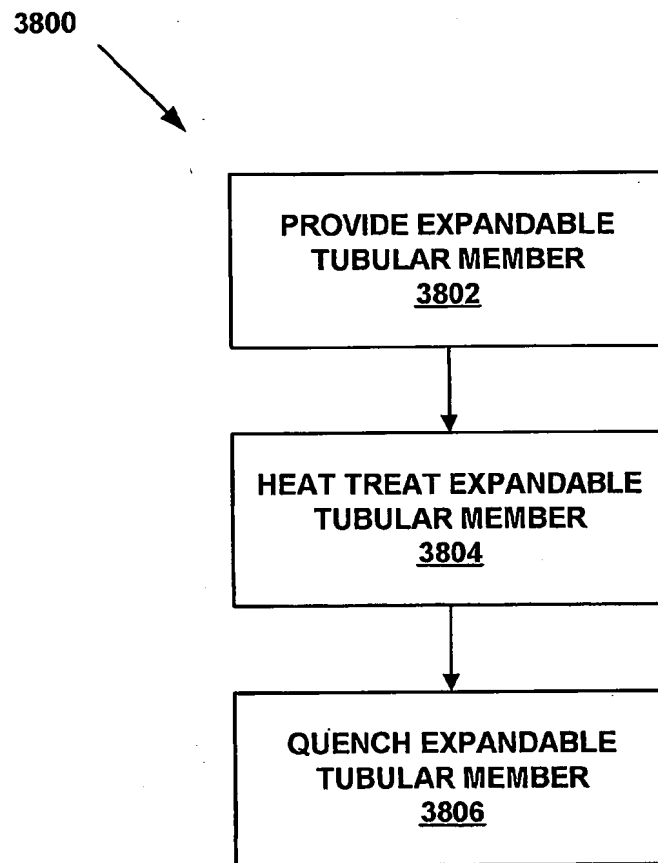 3800
PROVIDE EXPANDABLE
TUBULAR MEMBER
3802
HEAT TREAT EXPANDABLE
TUBULAR MEMBER
3804
QUENCH EXPANDABLE
TUBULAR MEMBER
3806